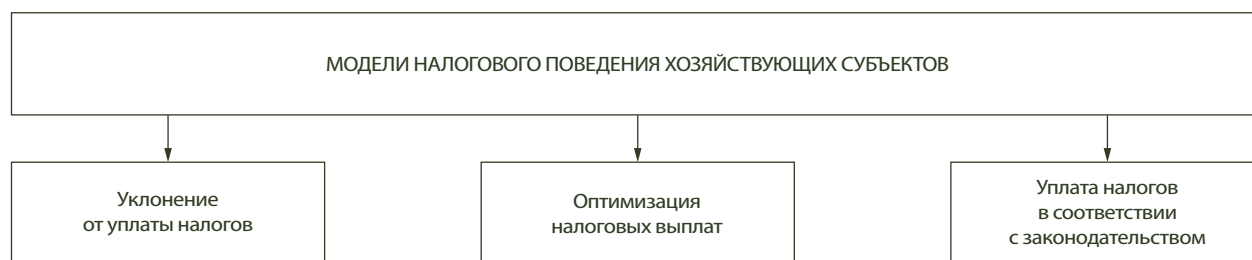 МОДЕЛИ НАЛОГОВОГО ПОВЕДЕНИЯ ХОЗЯЙСТВУЮЩИХ СУБЪЕКТОВ
Уклонение
от уплаты налогов
Оптимизация
налоговых выплат
Уплата налогов
в соответствии
с законодательством